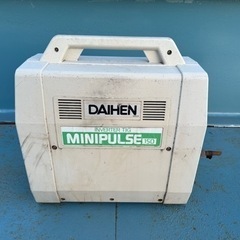 DAIHEN
INVERTER TIG
MINIPULSE 150